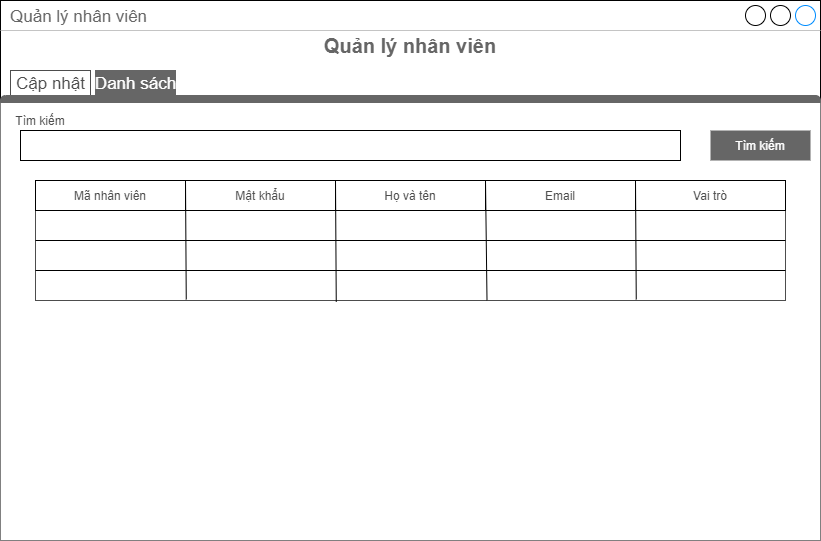 Quản lý nhân viên
Quản lý nhân viên
Cập nhật Danh sách
Tìm kiếm
Tìm kiếm
Mã nhân viên Mật khẩu Họ và tên Email Vai trò